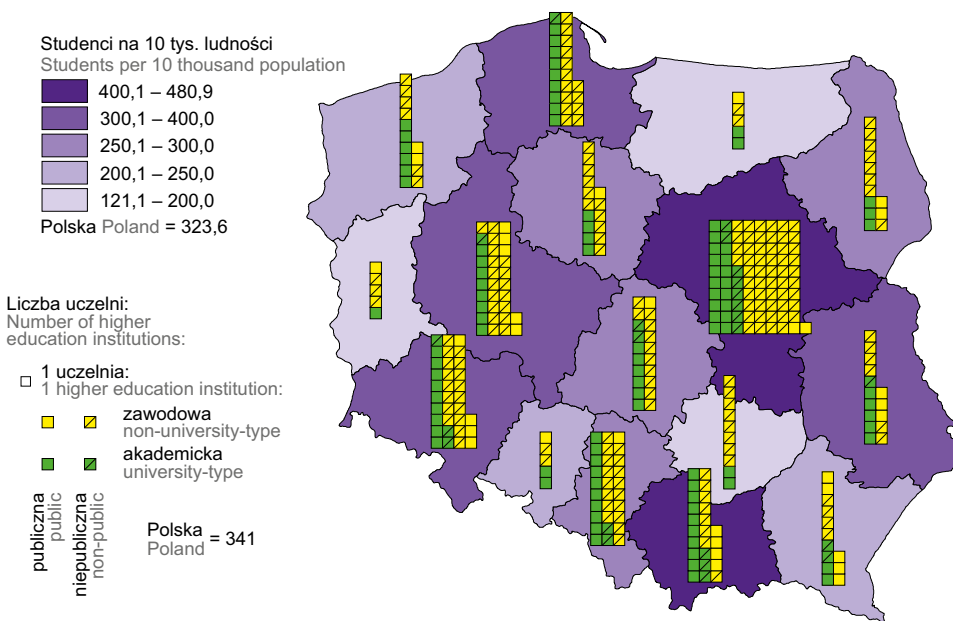 Studenci na 10 tys. ludności
Students per 10 thousand population
400,1 – 480,9
300,1 – 400,0
250,1 – 300,0
200,1 – 250,0
121,1 – 200,0
Polska Poland = 323,6
Liczba uczelni:
Number of higher
education institutions:
1 uczelnia:
1 higher education institution:
zawodowa
non-university-type
akademicka
university-type
publiczna
public
niepubliczna
non-public
Polska
Poland
= 341